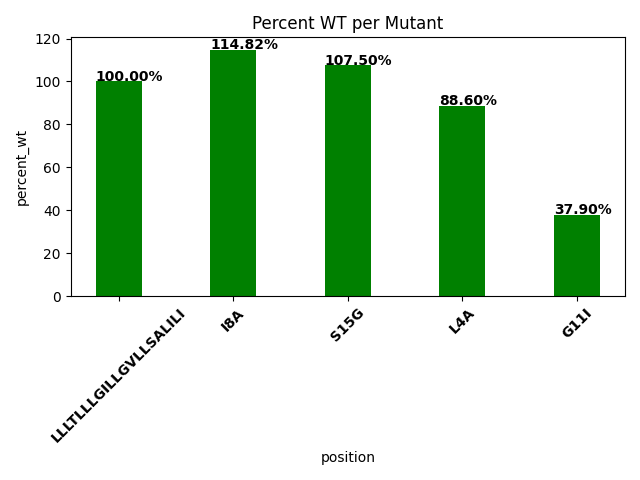 Percent WT per Mutant
percent_wt
120
100
80
60
40
20
0
100.00%
114.82%
107.50%
88.60%
37.90%
LLLTLLLGILLGVLLSALILI
I8A
S15G
L4A
G11I
position